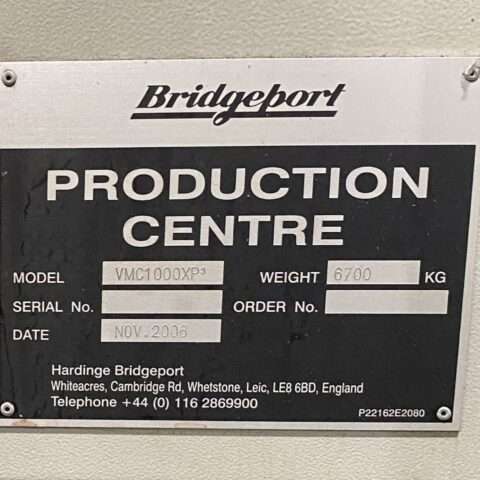 Bridgeport
PRODUCTION
CENTRE
MODEL VMC1000XP³ WEIGHT 6700 KG
SERIAL No. ORDER No.
DATE NOV.2006
Hardinge Bridgeport
Whiteacres, Cambridge Rd, Whetstone, Leic, LE8 6BD, England
Telephone +44 (0) 116 2869900
P22162E2080